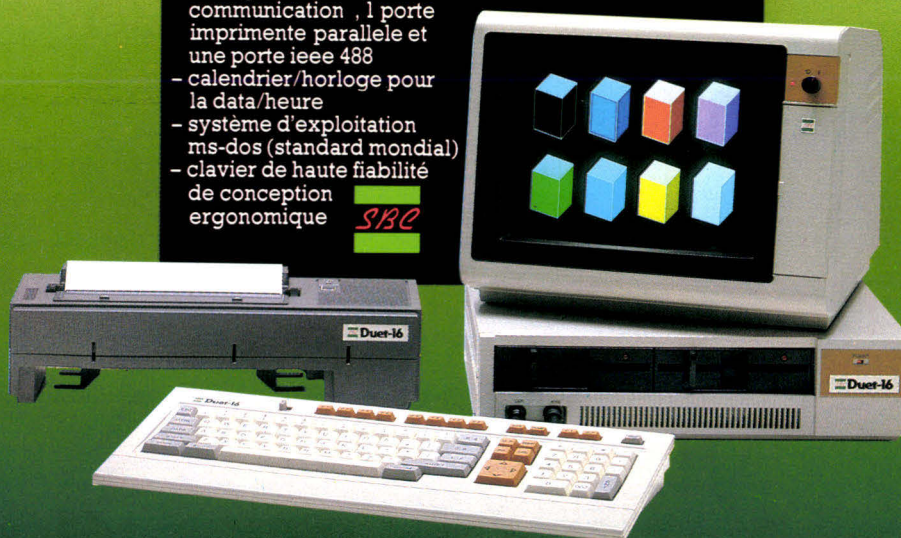 communication , 1 porte
imprimente parallele et
une porte ieee 488
– calendrier/horloge pour
la data/heure
– système d'exploitation
ms-dos (standard mondial)
– clavier de haute fiabilité
de conception
ergonomique
SBC
Duet-16
Duet-16
Duet-16